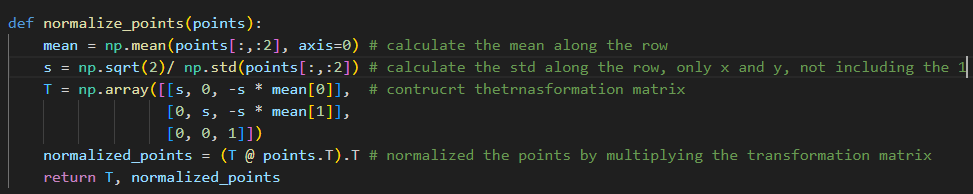 def normalize_points(points):
    mean = np.mean(points[:,:2], axis=0) # calculate the mean along the row
    s = np.sqrt(2)/ np.std(points[:,:2]) # calculate the std along the row, only x and y, not including the 1
    T = np.array([[s, 0, -s * mean[0]],  # contrucrt thetrnasformation matrix
                  [0, s, -s * mean[1]],
                  [0, 0, 1]])
    normalized_points = (T @ points.T).T # normalized the points by multiplying the transformation matrix
    return T, normalized_points